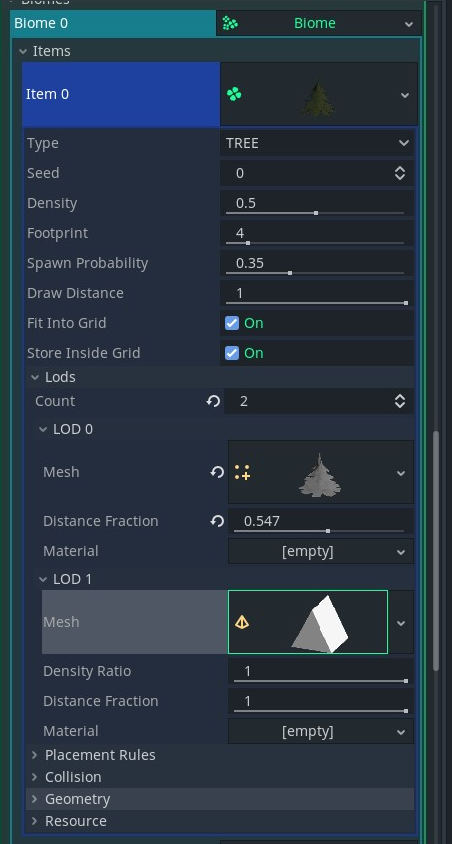 Biomes
Biome 0 Biome
Items
Item 0
Type TREE
Seed 0
Density 0.5
Footprint 4
Spawn Probability 0.35
Draw Distance 1
Fit Into Grid On
Store Inside Grid On
Lods
Count 2
LOD 0
Mesh
Distance Fraction 0.547
Material [empty]
LOD 1
Mesh
Density Ratio 1
Distance Fraction 1
Material [empty]
Placement Rules
Collision
Geometry
Resource